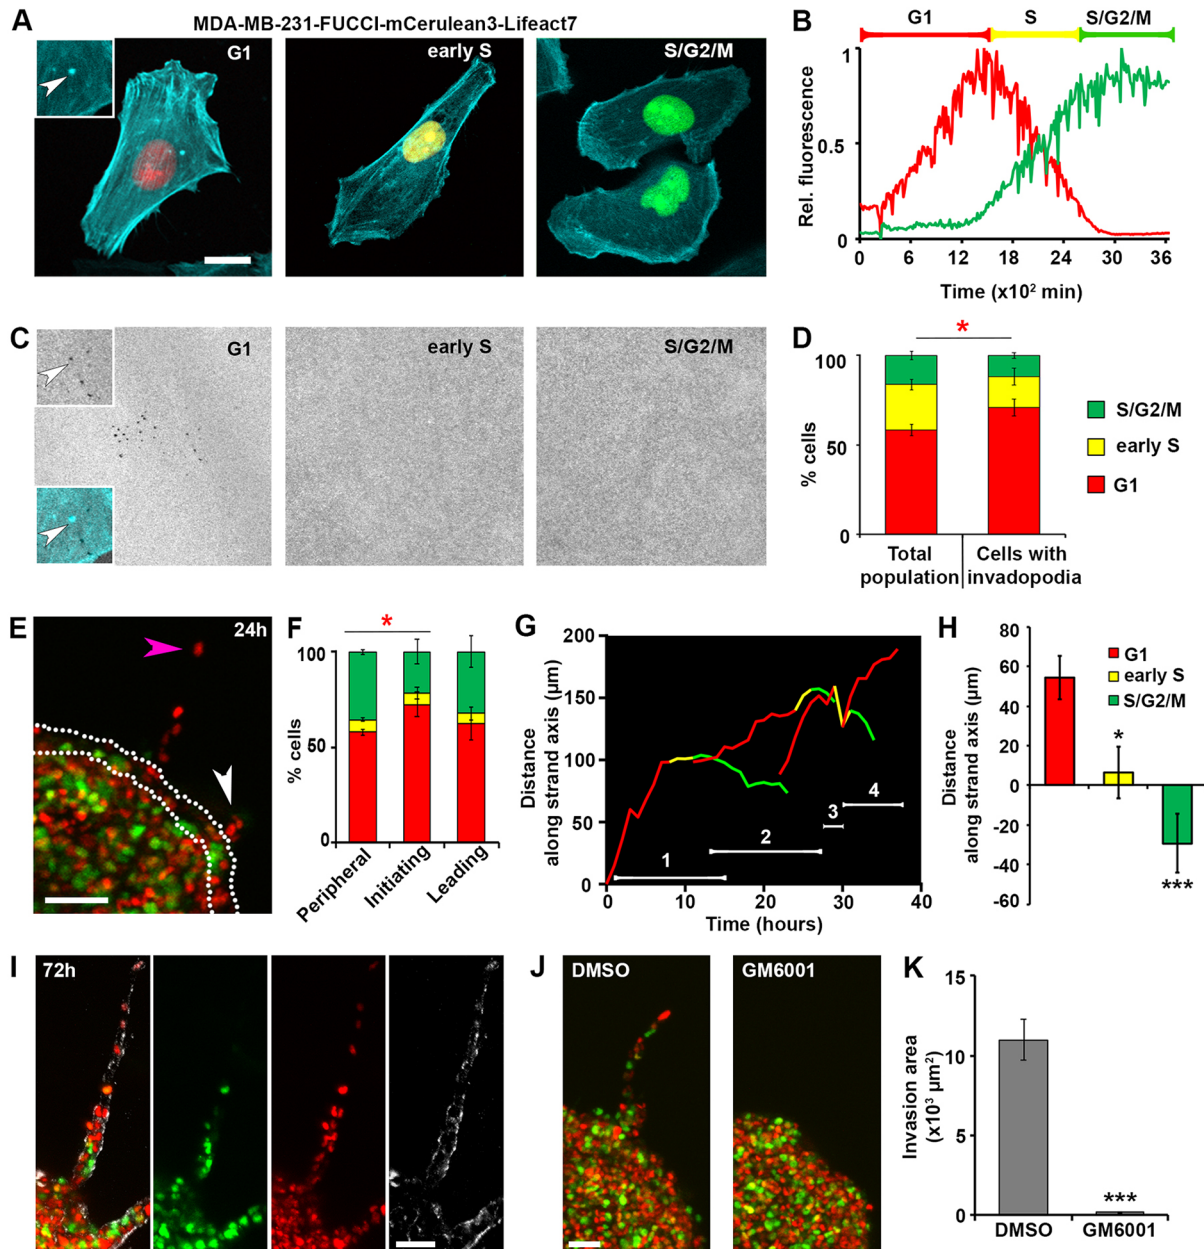 A
MDA-MB-231-FUCCI-mCerulean3-Lifeact7
G1
early S
S/G2/M
B
G1
S
S/G2/M
1
0.5
0
Rel. fluorescence
0
6
12
18
24
30
36
Time (x10² min)
C
G1
early S
S/G2/M
D
*
100
50
0
% cells
Total population
Cells with invadopodia
S/G2/M
early S
G1
E
24h
F
*
100
50
0
% cells
Peripheral
Initiating
Leading
G
200
150
100
50
0
Distance
along strand axis (µm)
1
2
3
4
0
10
20
30
40
Time (hours)
H
80
60
40
20
0
-20
-40
-60
Distance
along strand axis (µm)
G1
early S
S/G2/M
*
***
I
72h
J
DMSO
GM6001
K
15
10
5
0
Invasion area
(x10³ µm²)
***
DMSO
GM6001